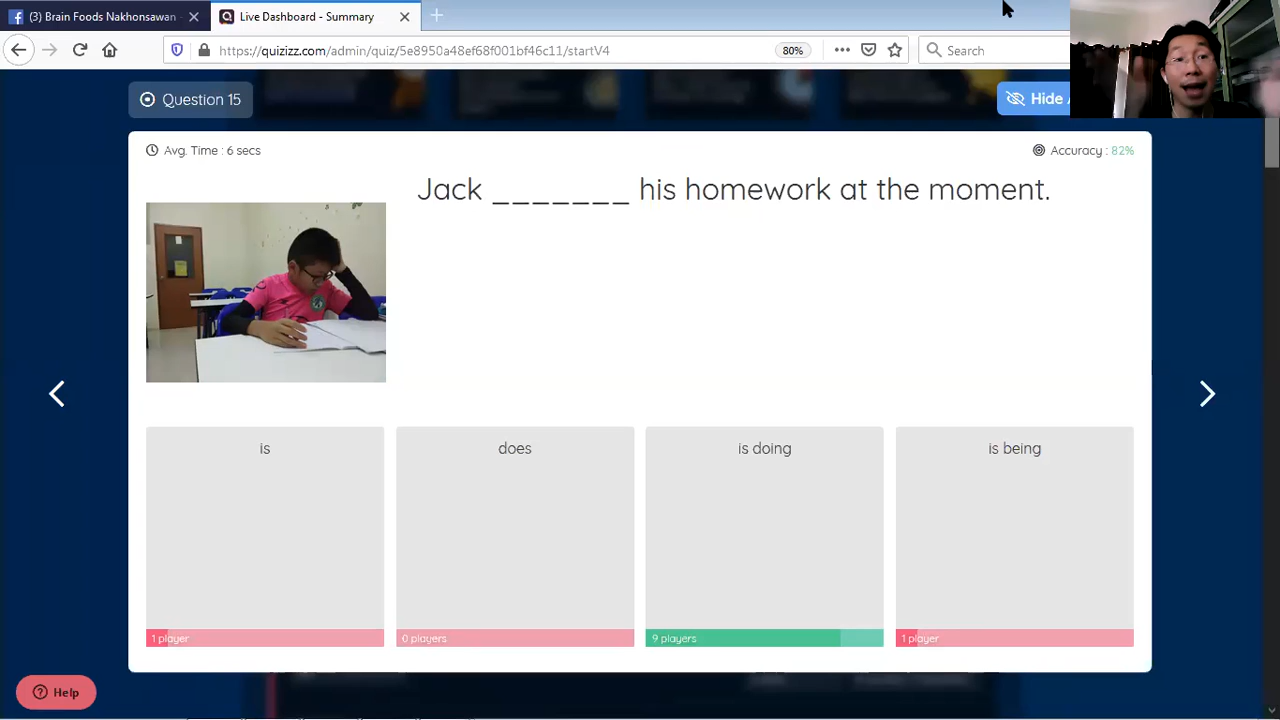 (3) Brain Foods Nakhonsawan -
Live Dashboard - Summary
https://quizizz.com/admin/quiz/5e8950a48ef68f001bf46c11/startV4
80%
Search
Question 15
Hide
Avg. Time : 6 secs
Accuracy : 82%
Jack _______ his homework at the moment.
is
does
is doing
is being
1 player
0 players
9 players
1 player
Help